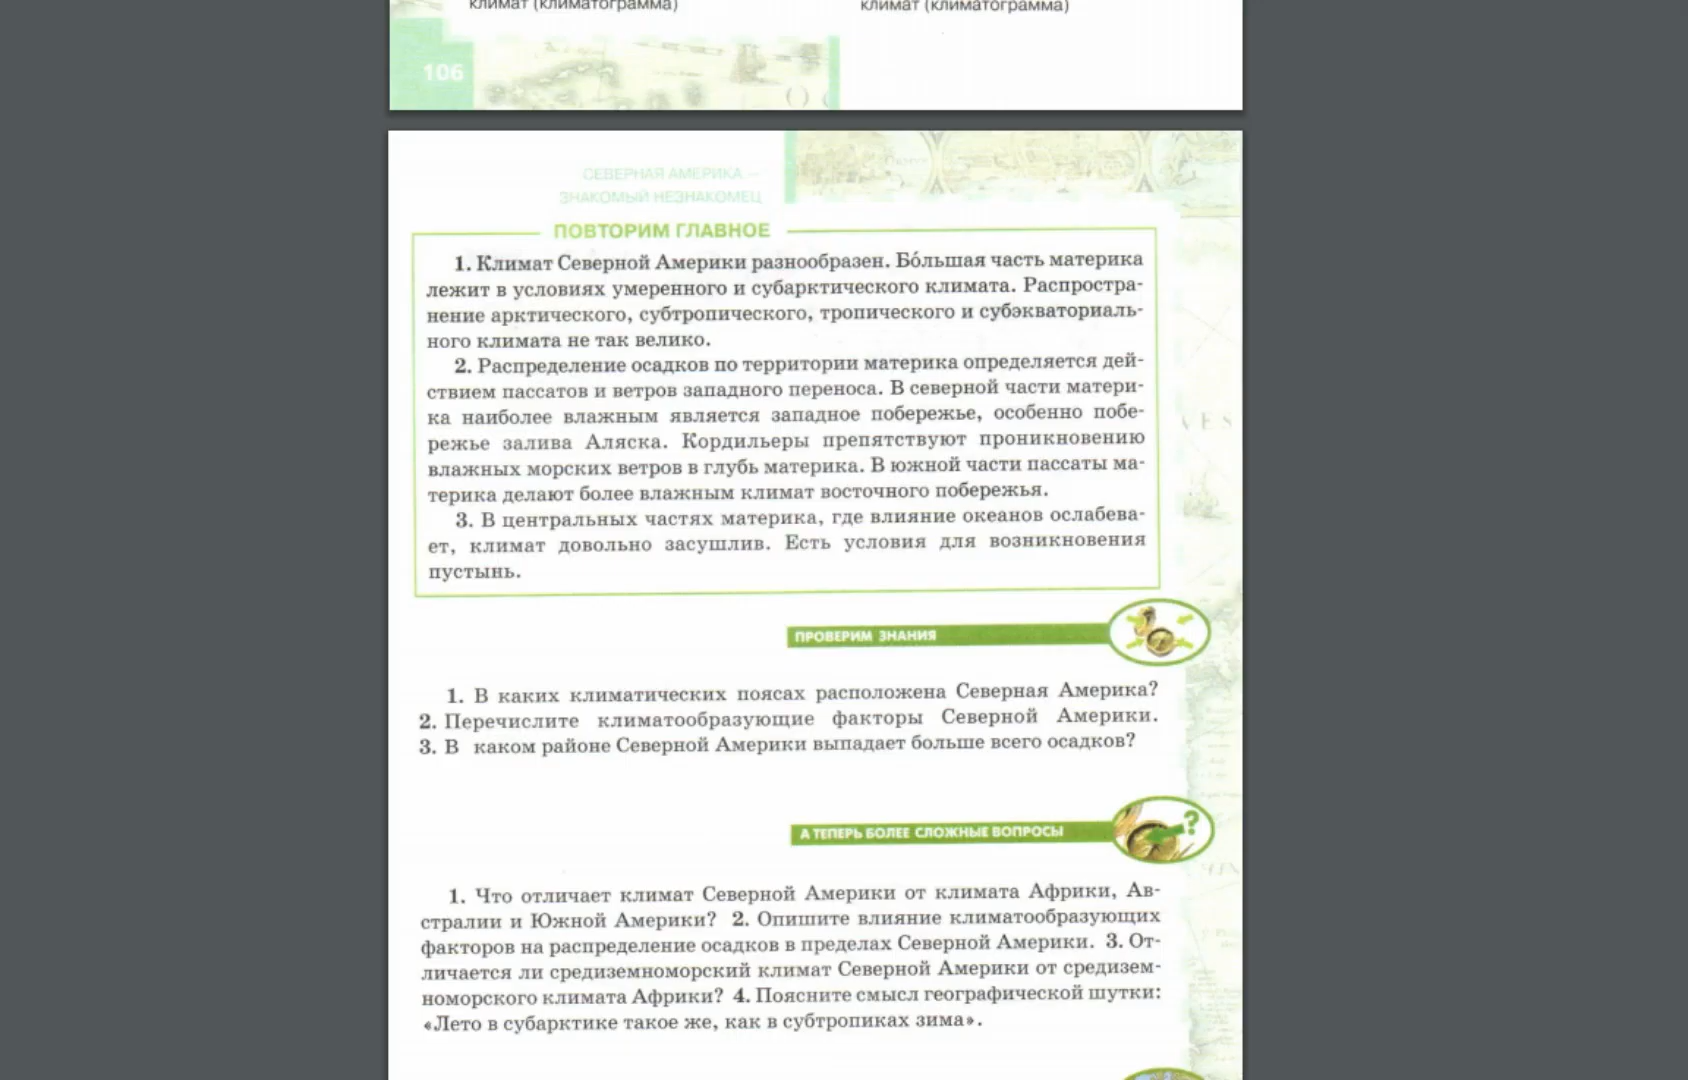 климат (климатограмма)
климат (климатограмма)
106
СЕВЕРНАЯ АМЕРИКА —
ЗНАКОМЫЙ НЕЗНАКОМЕЦ
ПОВТОРИМ ГЛАВНОЕ
1. Климат Северной Америки разнообразен. Бо́льшая часть материка
лежит в условиях умеренного и субарктического климата. Распростра-
нение арктического, субтропического, тропического и субэкваториаль-
ного климата не так велико.
2. Распределение осадков по территории материка определяется дей-
ствием пассатов и ветров западного переноса. В северной части матери-
ка наиболее влажным является западное побережье, особенно побе-
режье залива Аляска. Кордильеры препятствуют проникновению
влажных морских ветров в глубь материка. В южной части пассаты ма-
терика делают более влажным климат восточного побережья.
3. В центральных частях материка, где влияние океанов ослабева-
ет, климат довольно засушлив. Есть условия для возникновения
пустынь.
ПРОВЕРИМ ЗНАНИЯ
1. В каких климатических поясах расположена Северная Америка?
2. Перечислите климатообразующие факторы Северной Америки.
3. В каком районе Северной Америки выпадает больше всего осадков?
А ТЕПЕРЬ БОЛЕЕ СЛОЖНЫЕ ВОПРОСЫ
?
1. Что отличает климат Северной Америки от климата Африки, Ав-
стралии и Южной Америки? 2. Опишите влияние климатообразующих
факторов на распределение осадков в пределах Северной Америки. 3. От-
личается ли средиземноморский климат Северной Америки от средизем-
номорского климата Африки? 4. Поясните смысл географической шутки:
«Лето в субарктике такое же, как в субтропиках зима».